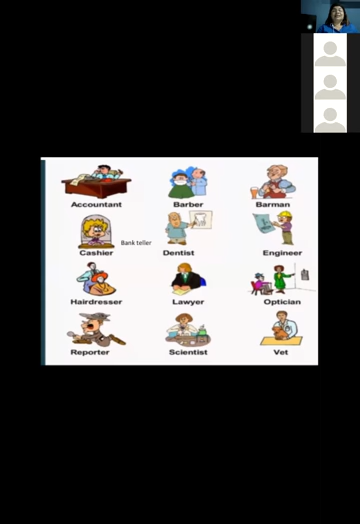 Accountant Barber Barman
Cashier Bank teller Dentist Engineer
Hairdresser Lawyer Optician
Reporter Scientist Vet